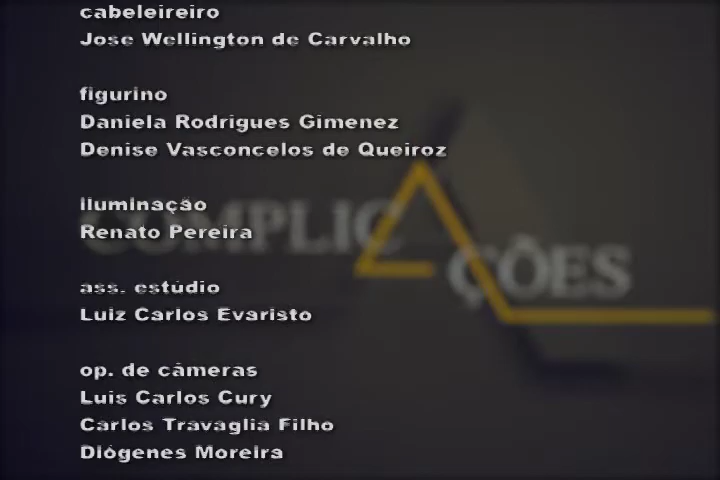 cabeleireiro
Jose Wellington de Carvalho
figurino
Daniela Rodrigues Gimenez
Denise Vasconcelos de Queiroz
iluminação
Renato Pereira
ass. estúdio
Luiz Carlos Evaristo
op. de câmeras
Luis Carlos Cury
Carlos Travaglia Filho
Diógenes Moreira
COMPLICAÇÕES